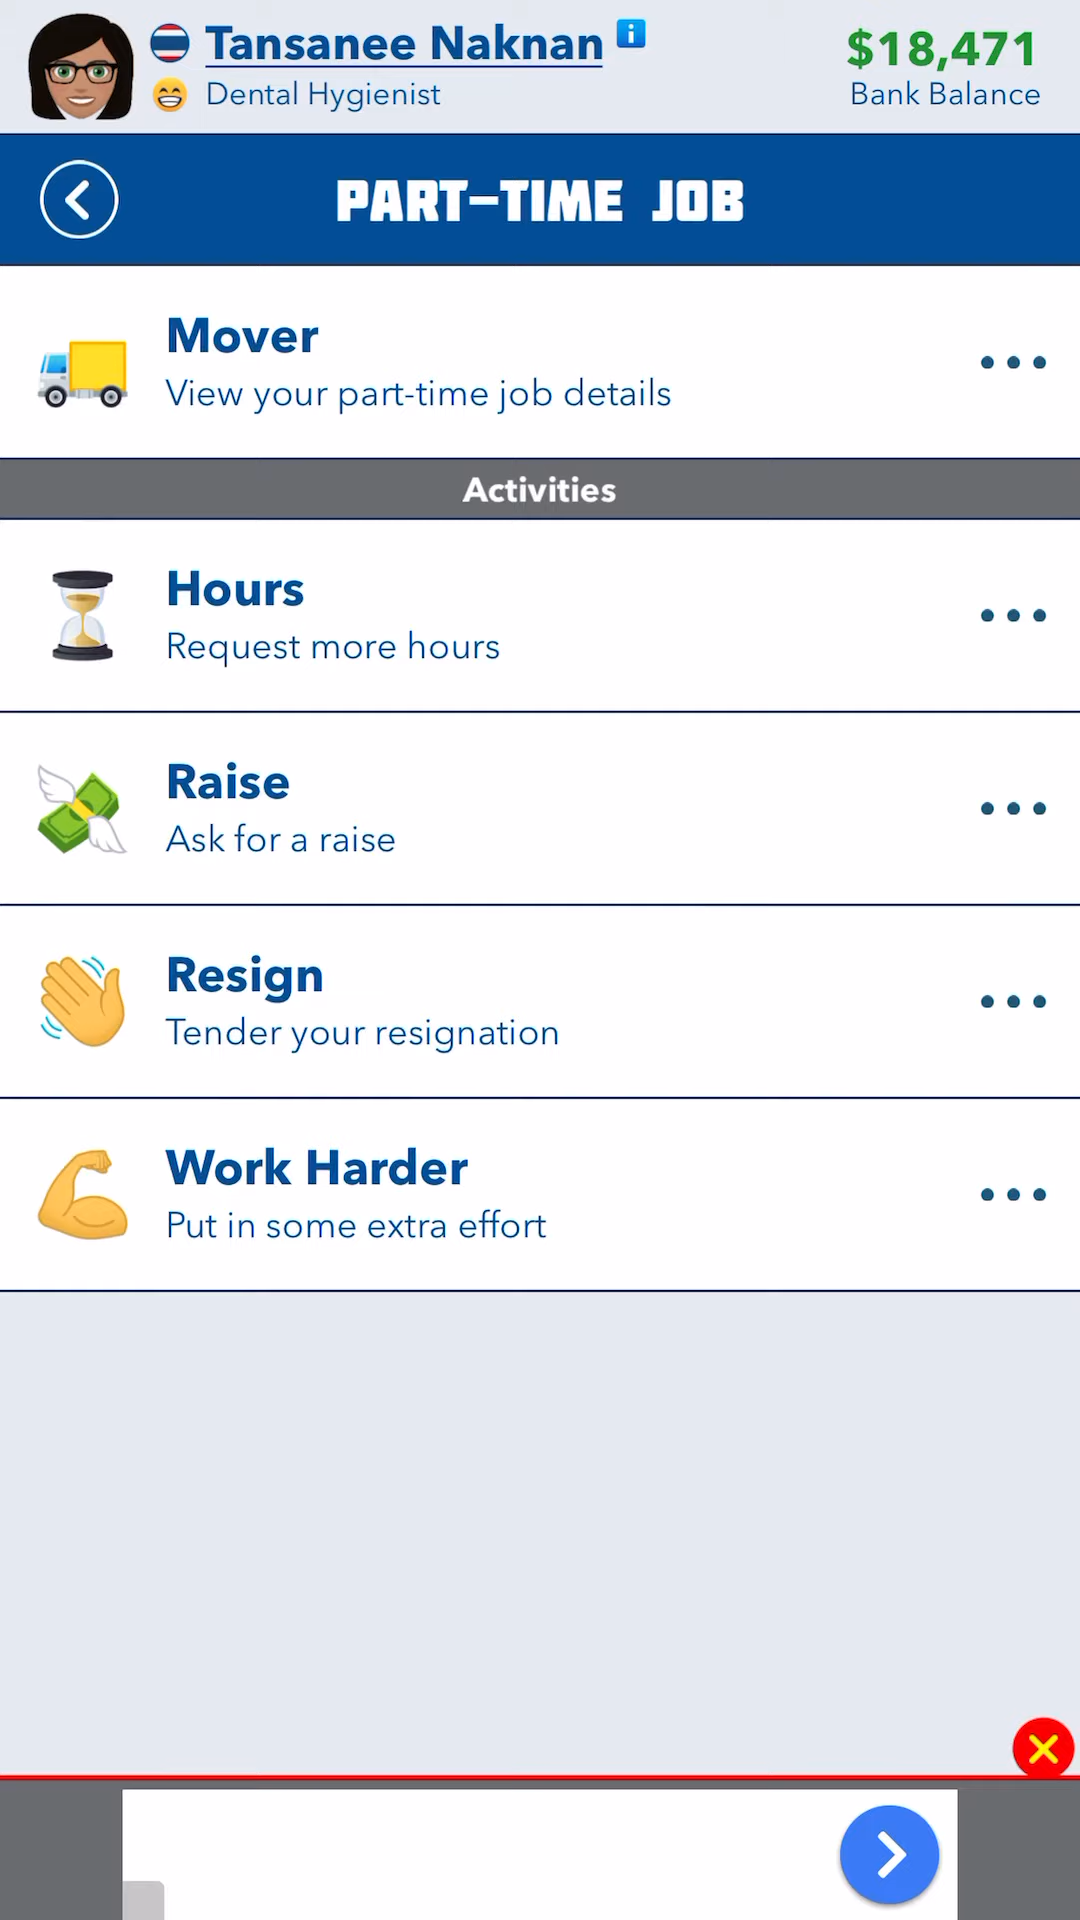 Tansanee Naknan
$18,471
Dental Hygienist
Bank Balance
PART-TIME JOB
Mover
View your part-time job details
Activities
Hours
Request more hours
Raise
Ask for a raise
Resign
Tender your resignation
Work Harder
Put in some extra effort